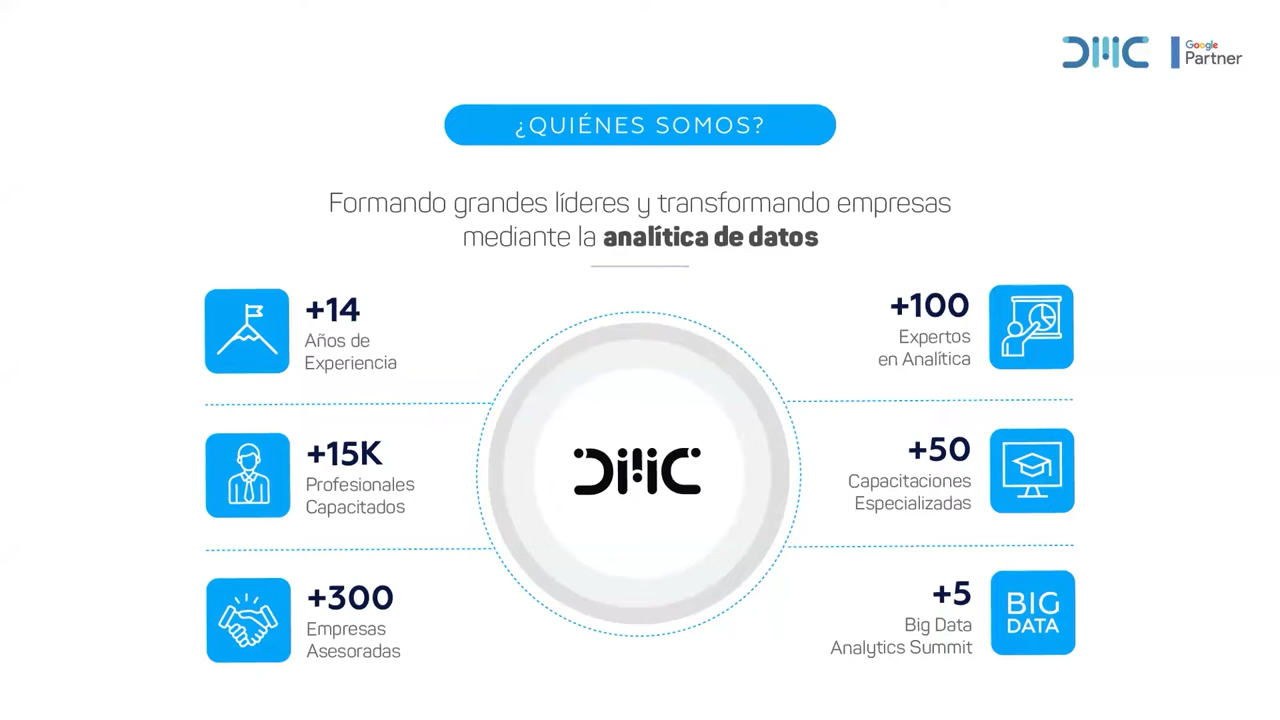 DMC
Google
Partner
¿QUIÉNES SOMOS?
Formando grandes líderes y transformando empresas
mediante la analítica de datos
+14
Años de
Experiencia
+15K
Profesionales
Capacitados
+300
Empresas
Asesoradas
DMC
+100
Expertos
en Analítica
+50
Capacitaciones
Especializadas
+5
Big Data
Analytics Summit
BIG
DATA